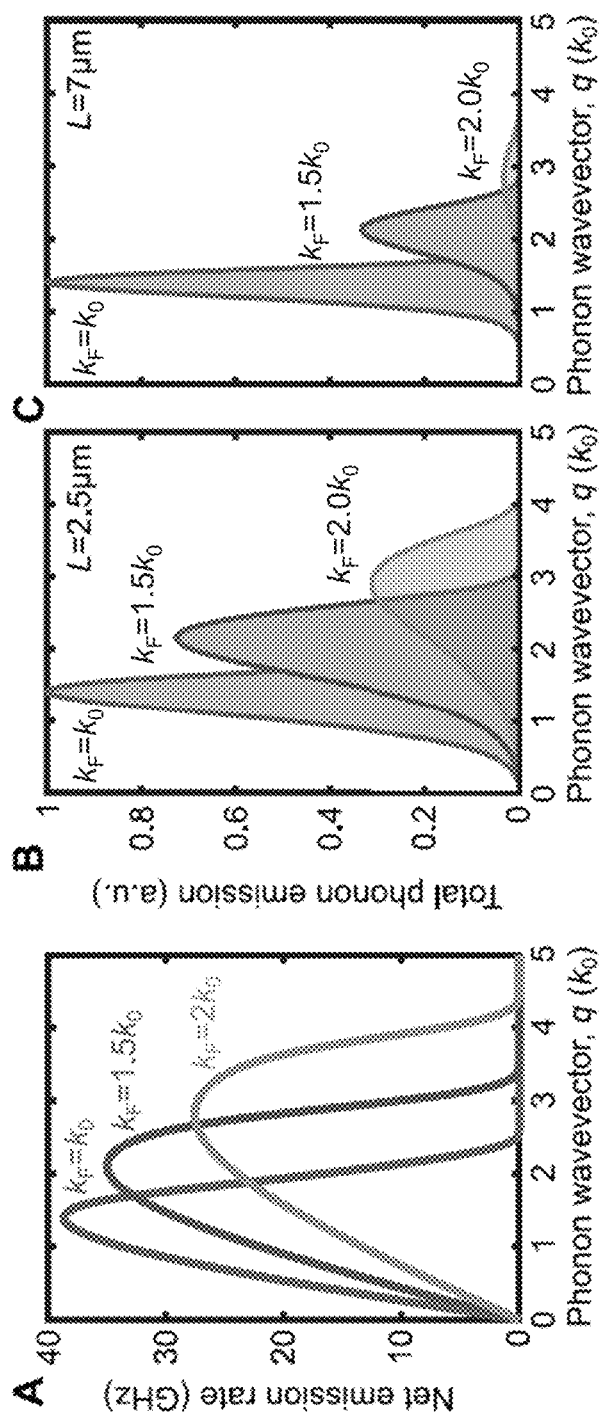 A
Net emission rate (GHz)
40
30
20
10
0
k_F=k_0
k_F=1.5k_0
k_F=2k_0
0 1 2 3 4 5
Phonon wavevector, q (k_0)
B
Total phonon emission (a.u.)
1
0.8
0.6
0.4
0.2
0
L=2.5μm
k_F=k_0
k_F=1.5k_0
k_F=2.0k_0
0 1 2 3 4 5
Phonon wavevector, q (k_0)
C
L=7μm
k_F=k_0
k_F=1.5k_0
k_F=2.0k_0
0 1 2 3 4 5
Phonon wavevector, q (k_0)